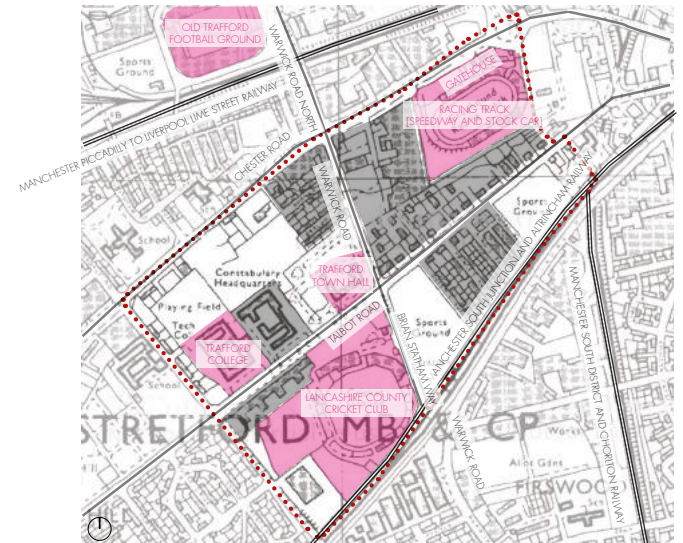 OLD TRAFFORD
FOOTBALL GROUND
Sports
Ground
WARWICK ROAD NORTH
GATEHOUSE
RACING TRACK
[SPEEDWAY AND STOCK CAR]
MANCHESTER PICCADILLY TO LIVERPOOL LIME STREET RAILWAY
CHESTER ROAD
WARWICK ROAD
School
Sports
Constabulary
Headquarters
TRAFFORD
TOWN HALL
Playing Field
Tech
TALBOT ROAD
BRIAN STATHAM WAY
MANCHESTER SOUTH JUNCTION AND ALTRINCHAM RAILWAY
MANCHESTER SOUTH DISTRICT AND CHORLTON RAILWAY
Sports
Ground
TRAFFORD
COLLEGE
School
LANCASHIRE COUNTY
CRICKET CLUB
STRETFORD MB & CP
WARWICK ROAD
Works
Allot Gdns
FIRSWOO